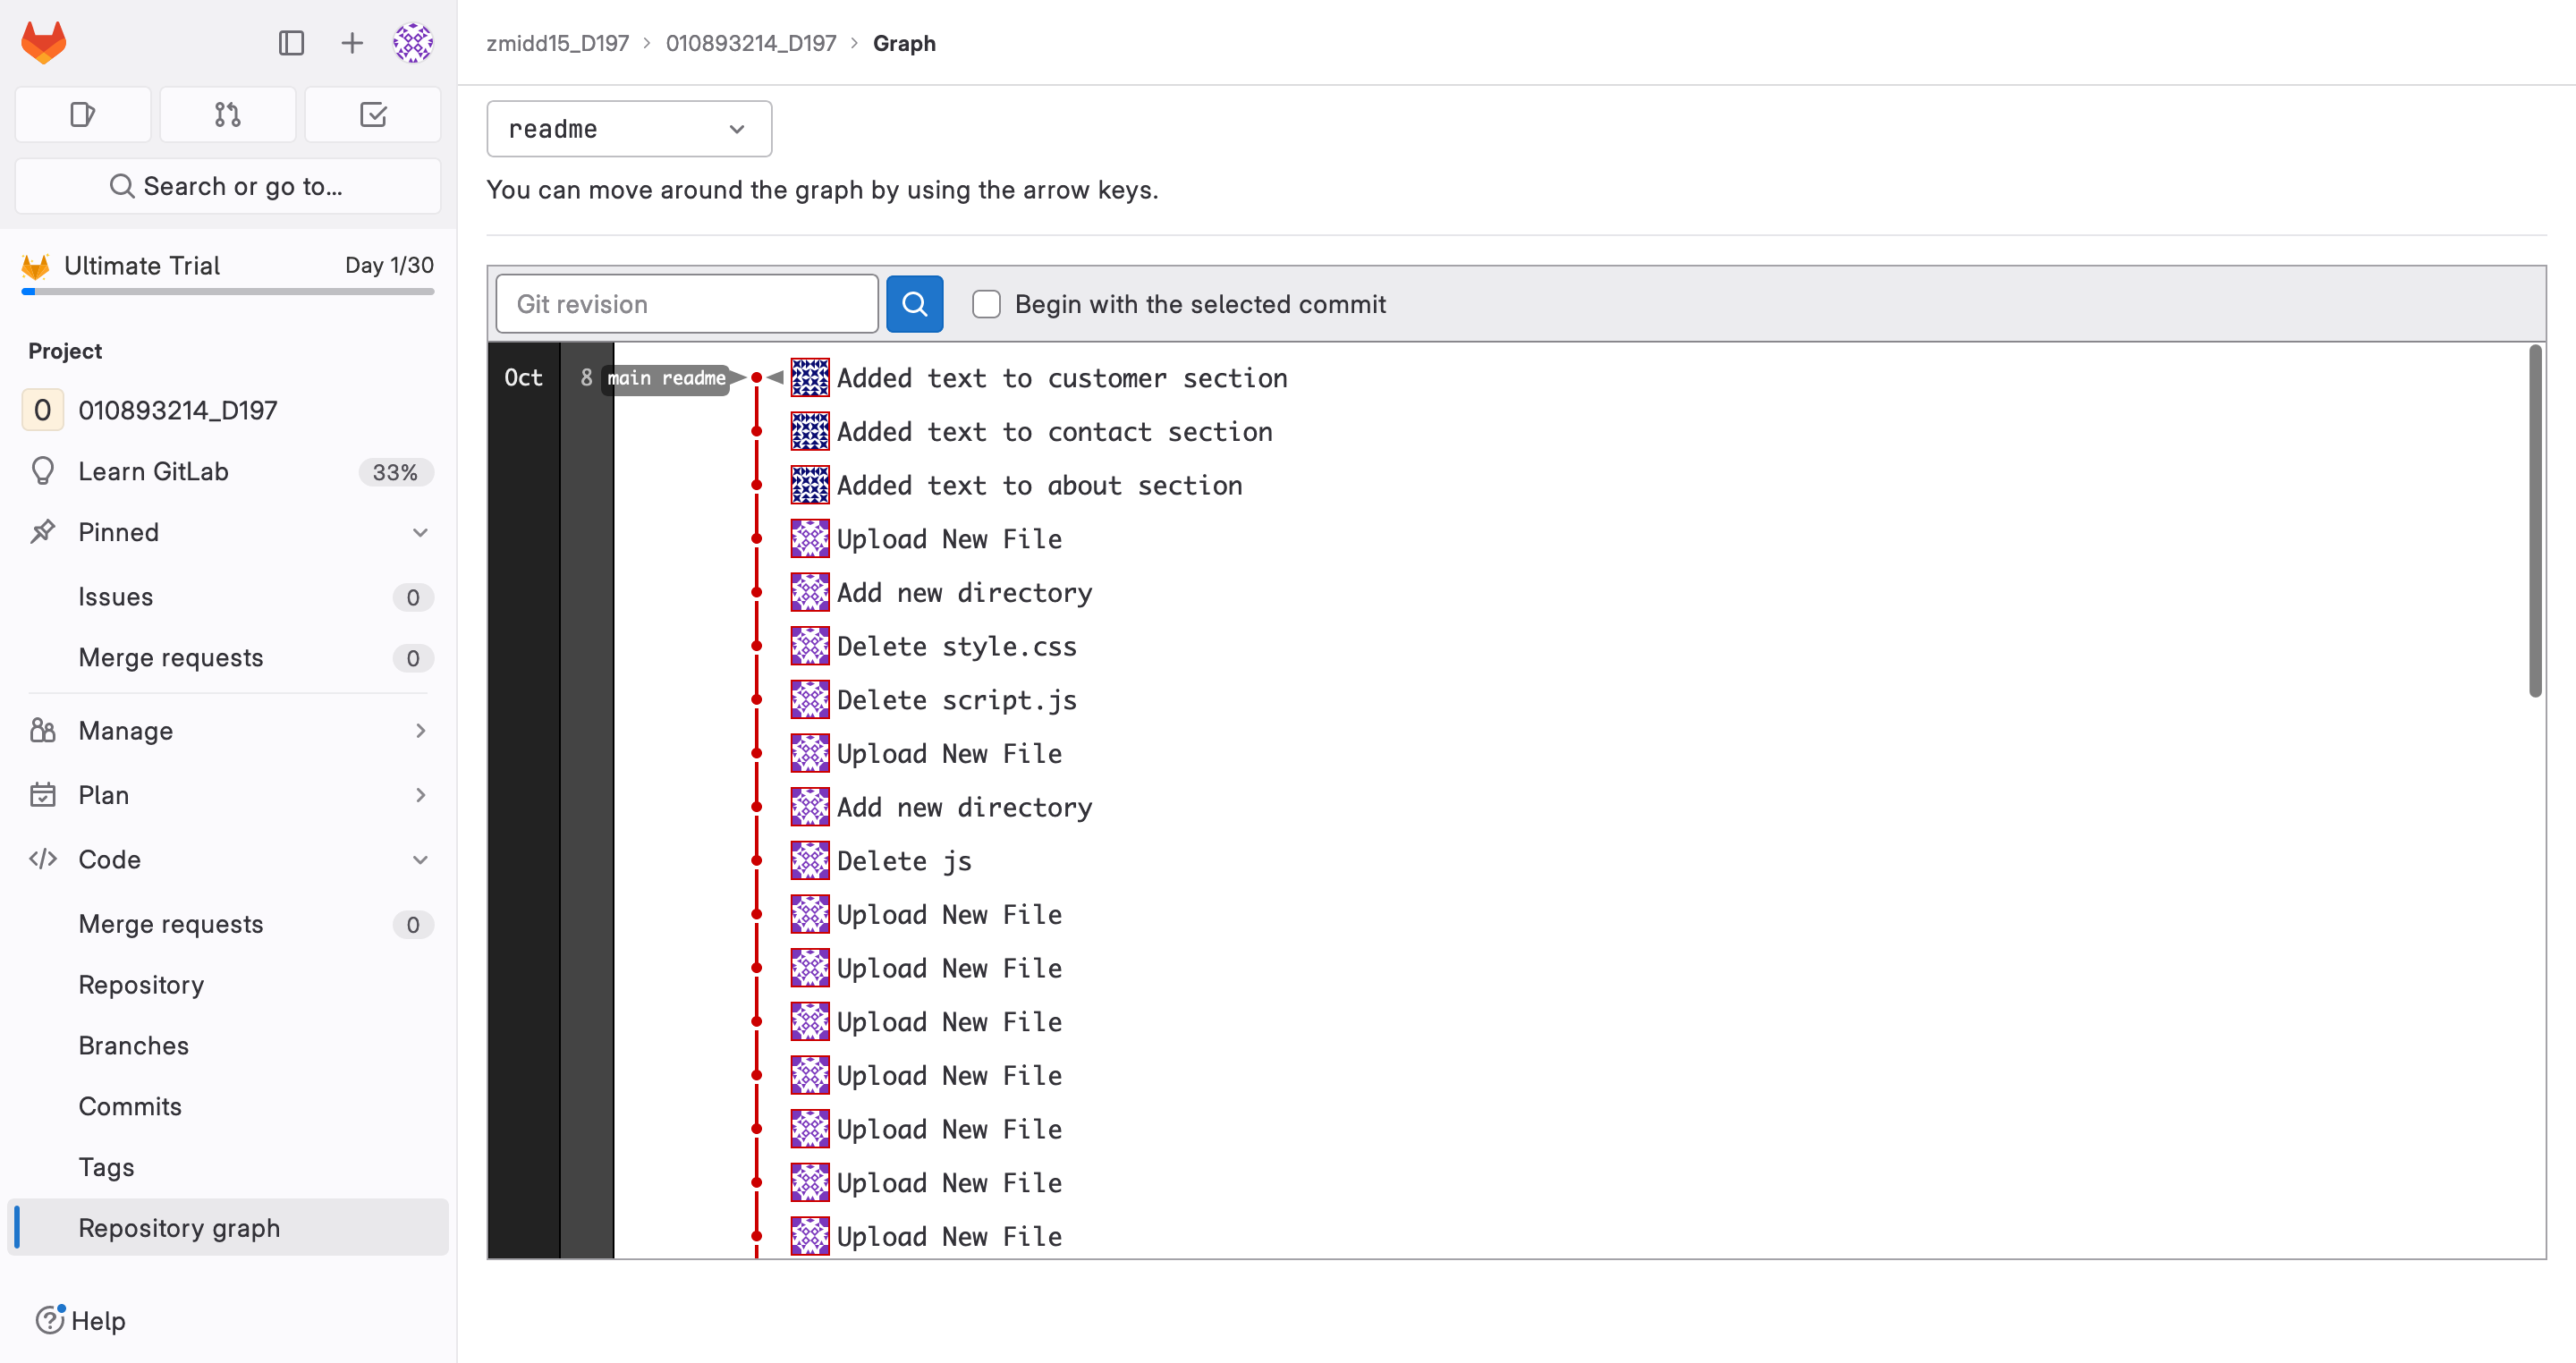 zmidd15_D197 > 010893214_D197 > Graph
Search or go to...
Ultimate Trial Day 1/30
Project
0 010893214_D197
Learn GitLab 33%
Pinned
Issues 0
Merge requests 0
Manage
Plan
Code
Merge requests 0
Repository
Branches
Commits
Tags
Repository graph
Help
readme
You can move around the graph by using the arrow keys.
Git revision
Begin with the selected commit
Oct 8 main readme Added text to customer section
Added text to contact section
Added text to about section
Upload New File
Add new directory
Delete style.css
Delete script.js
Upload New File
Add new directory
Delete js
Upload New File
Upload New File
Upload New File
Upload New File
Upload New File
Upload New File
Upload New File